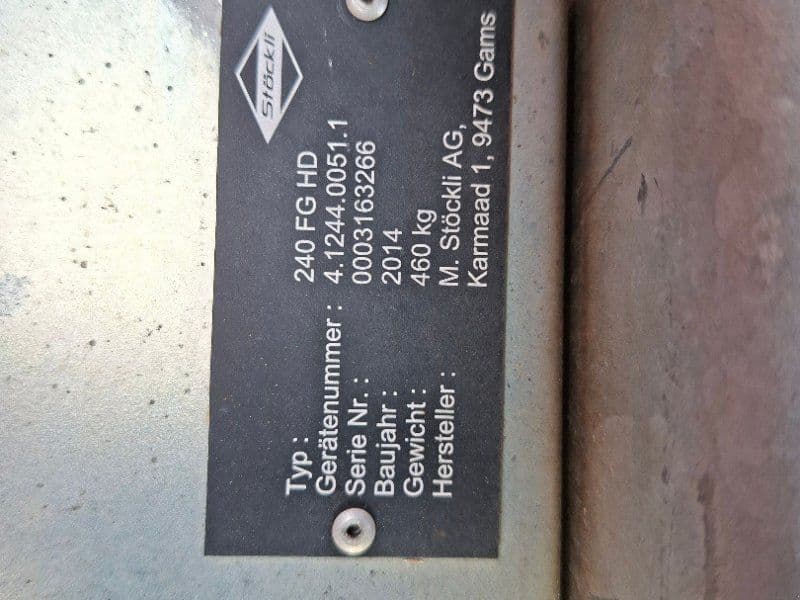 Stöckli
Typ : 240 FG HD
Gerätenummer : 4.1244.0051.1
Serie Nr. : 0003163266
Baujahr : 2014
Gewicht : 460 kg
Hersteller : M. Stöckli AG,
Karmaad 1, 9473 Gams